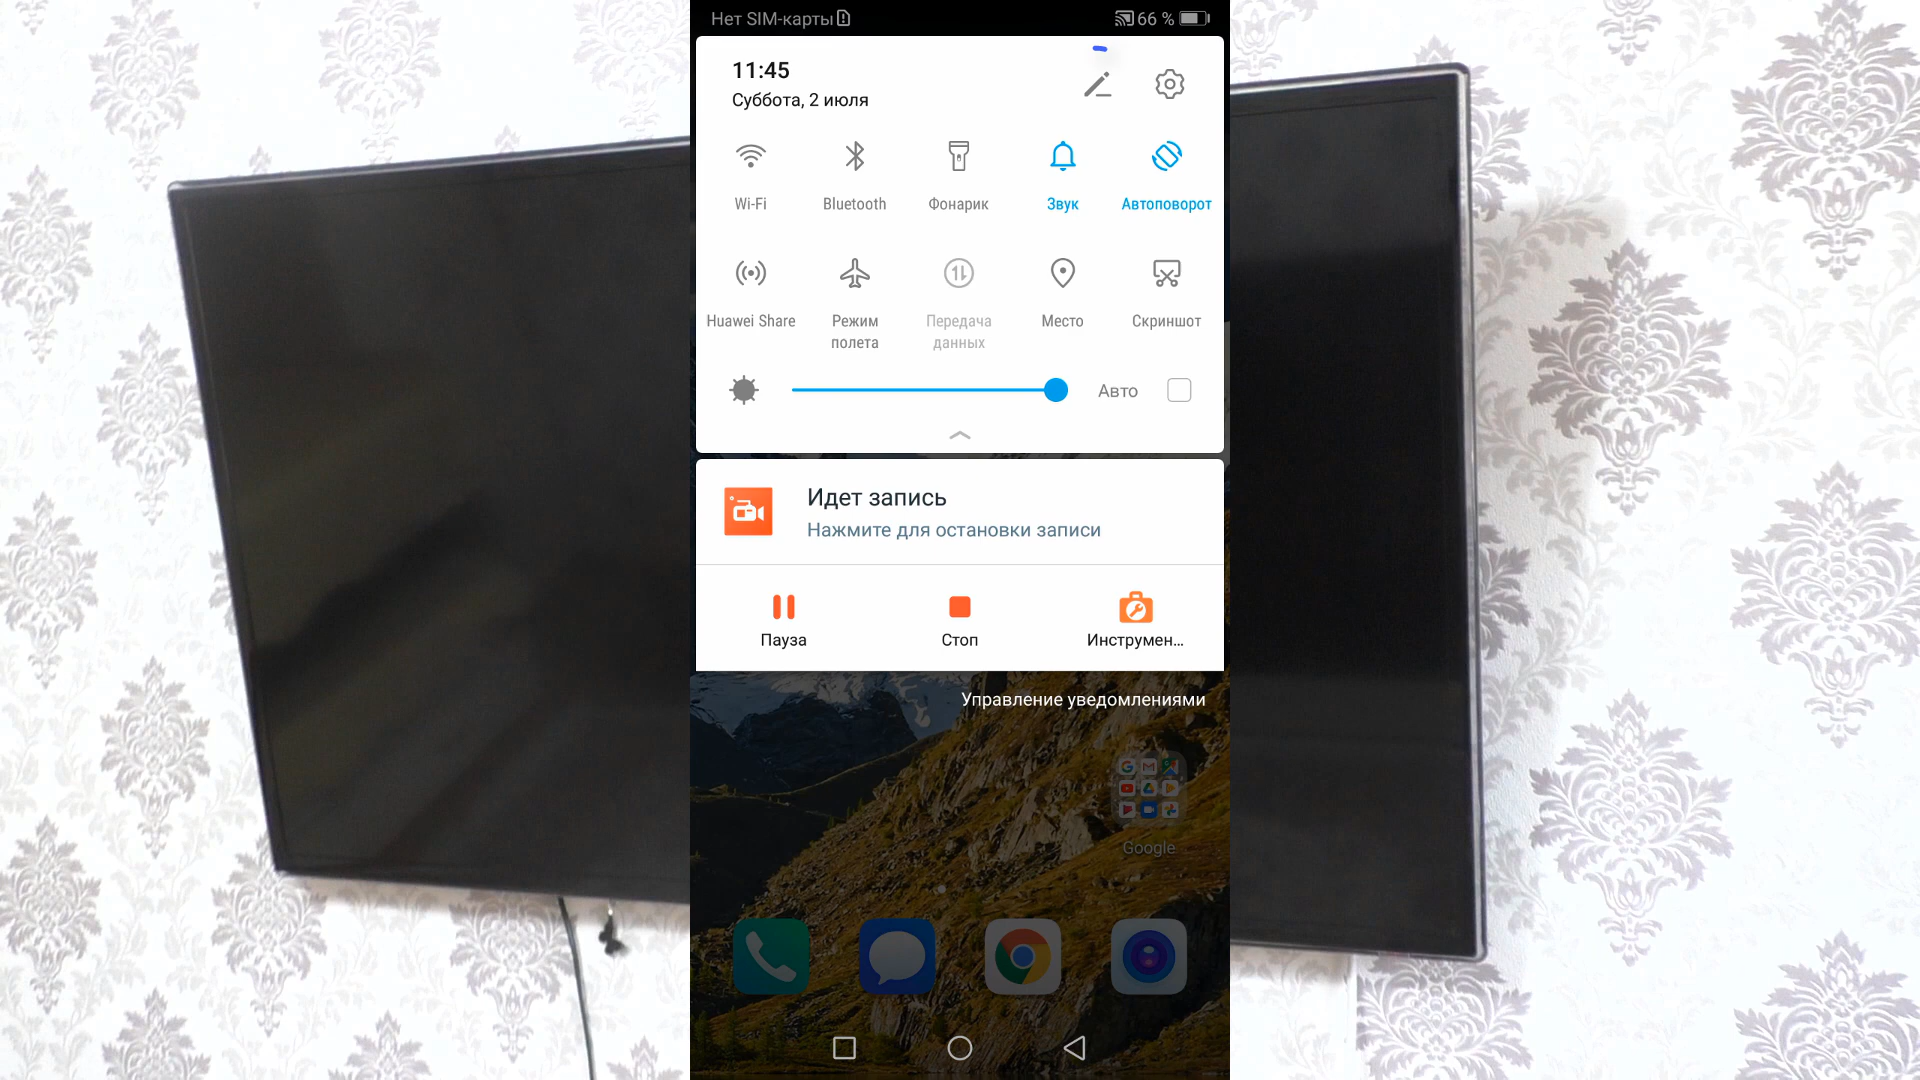 Нет SIM-карты
66 %
11:45
Суббота, 2 июля
Wi-Fi
Bluetooth
Фонарик
Звук
Автоповорот
Huawei Share
Режим
полета
Передача
данных
Место
Скриншот
Авто
Идет запись
Нажмите для остановки записи
Пауза
Стоп
Инструмен...
Управление уведомлениями
Google